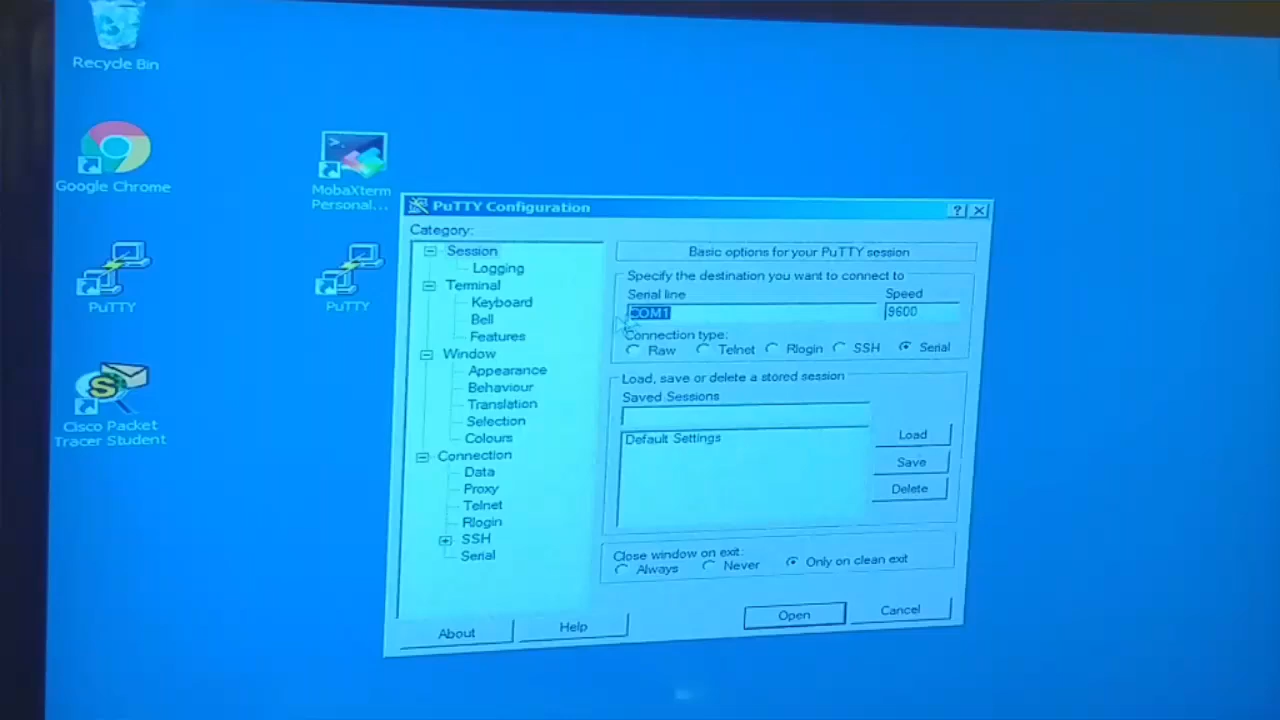 Recycle Bin
Google Chrome
MobaXterm
Personal...
PuTTY
PuTTY
Cisco Packet
Tracer Student
PuTTY Configuration
Category:
Session
Logging
Terminal
Keyboard
Bell
Features
Window
Appearance
Behaviour
Translation
Selection
Colours
Connection
Data
Proxy
Telnet
Rlogin
SSH
Serial
Basic options for your PuTTY session
Specify the destination you want to connect to
Serial line Speed
COM1 9600
Connection type:
Raw Telnet Rlogin SSH Serial
Load, save or delete a stored session
Saved Sessions
Default Settings
Load
Save
Delete
Close window on exit:
Always Never Only on clean exit
About Help Open Cancel